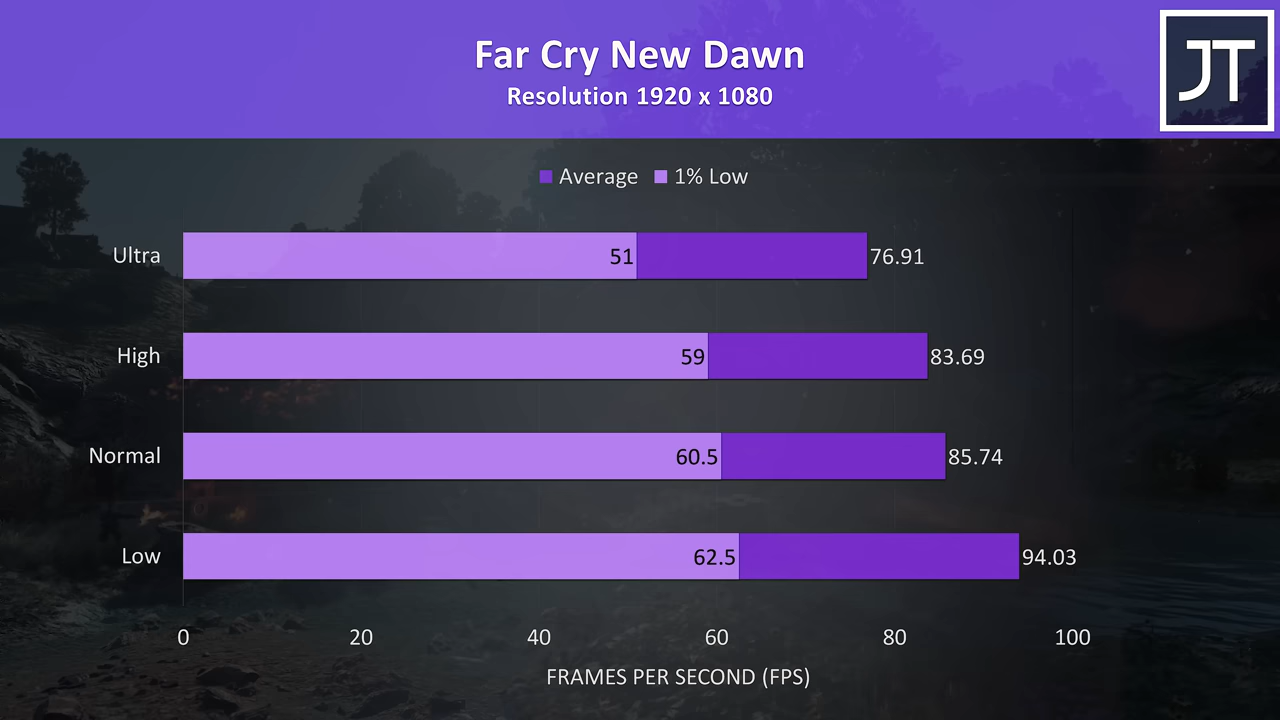 Far Cry New Dawn
Resolution 1920 x 1080
JT
Average 1% Low
Ultra 51 76.91
High 59 83.69
Normal 60.5 85.74
Low 62.5 94.03
0 20 40 60 80 100
FRAMES PER SECOND (FPS)